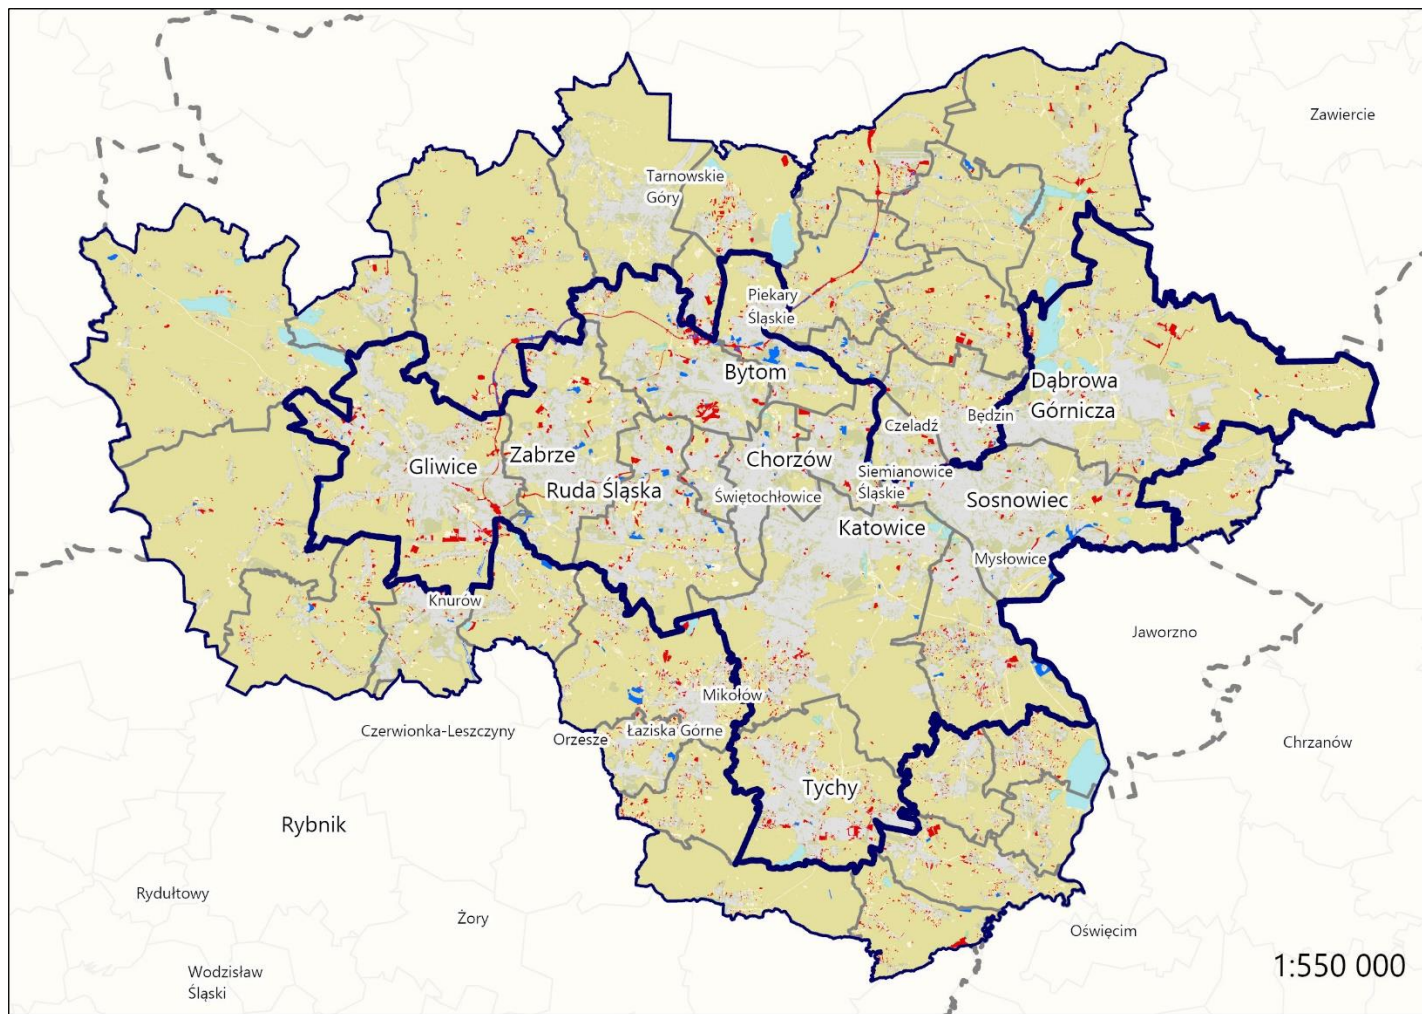 Zawiercie
Tarnowskie
Góry
Piekary
Śląskie
Bytom
Dąbrowa
Górnicza
Będzin
Czeladź
Zabrze
Gliwice
Chorzów
Siemianowice
Śląskie
Ruda Śląska
Świętochłowice
Sosnowiec
Katowice
Mysłowice
Knurów
Jaworzno
Mikołów
Czerwionka-Leszczyny
Orzesze
Łaziska Górne
Chrzanów
Tychy
Rybnik
Rydułtowy
Żory
Oświęcim
Wodzisław
Śląski
1:550 000